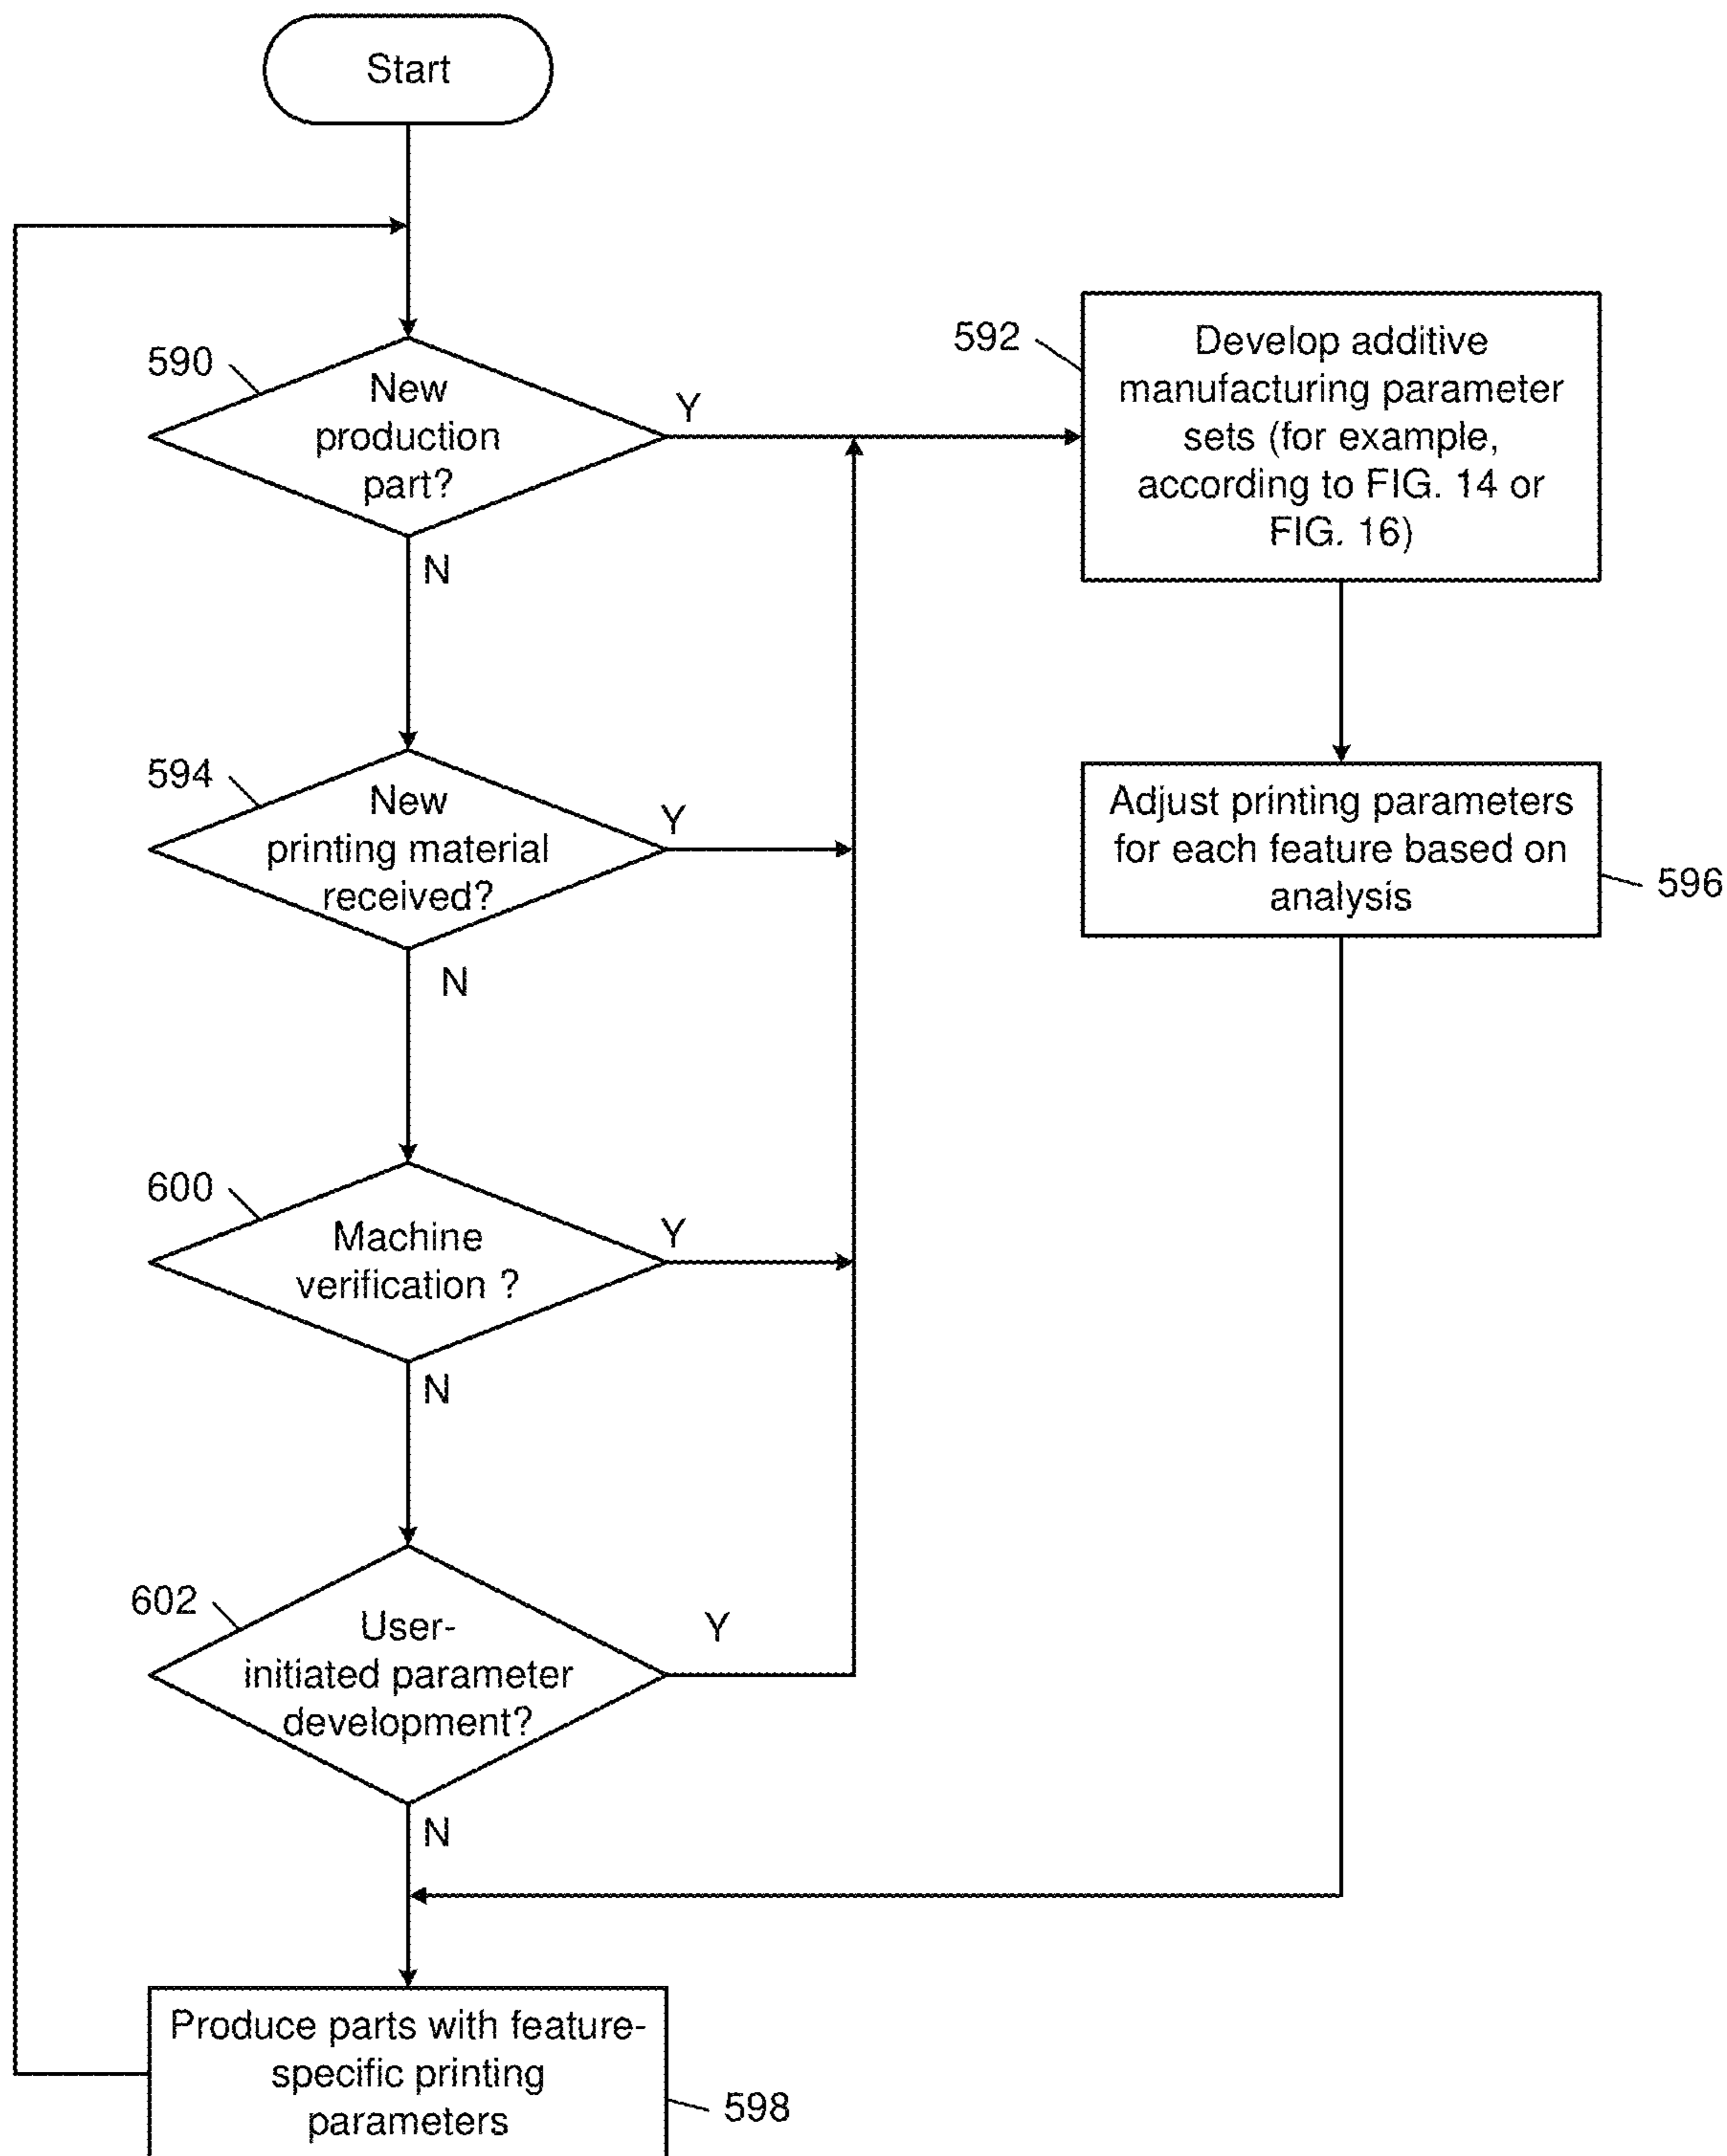 Start
590
New
production
part?
Y
N
592
Develop additive
manufacturing parameter
sets (for example,
according to FIG. 14 or
FIG. 16)
594
New
printing material
received?
Y
N
Adjust printing parameters
for each feature based on
analysis
596
600
Machine
verification ?
Y
N
602
User-
initiated parameter
development?
Y
N
Produce parts with feature-
specific printing
parameters
598